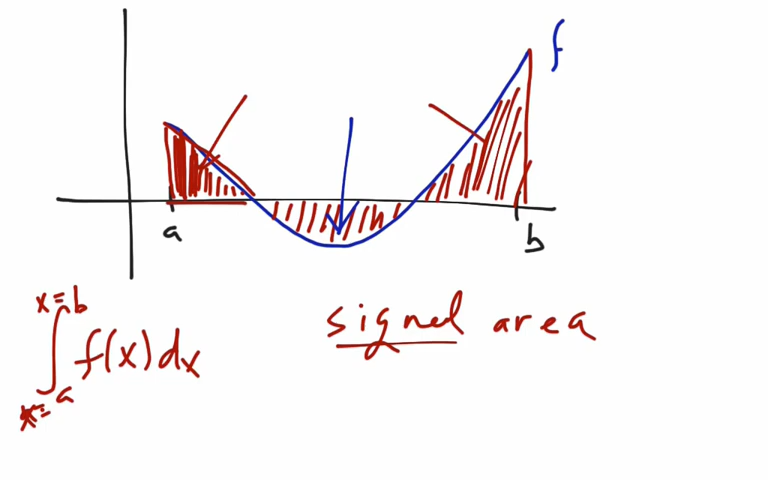 f
a
b
x=b
∫ f(x) dx
x=a
signed area